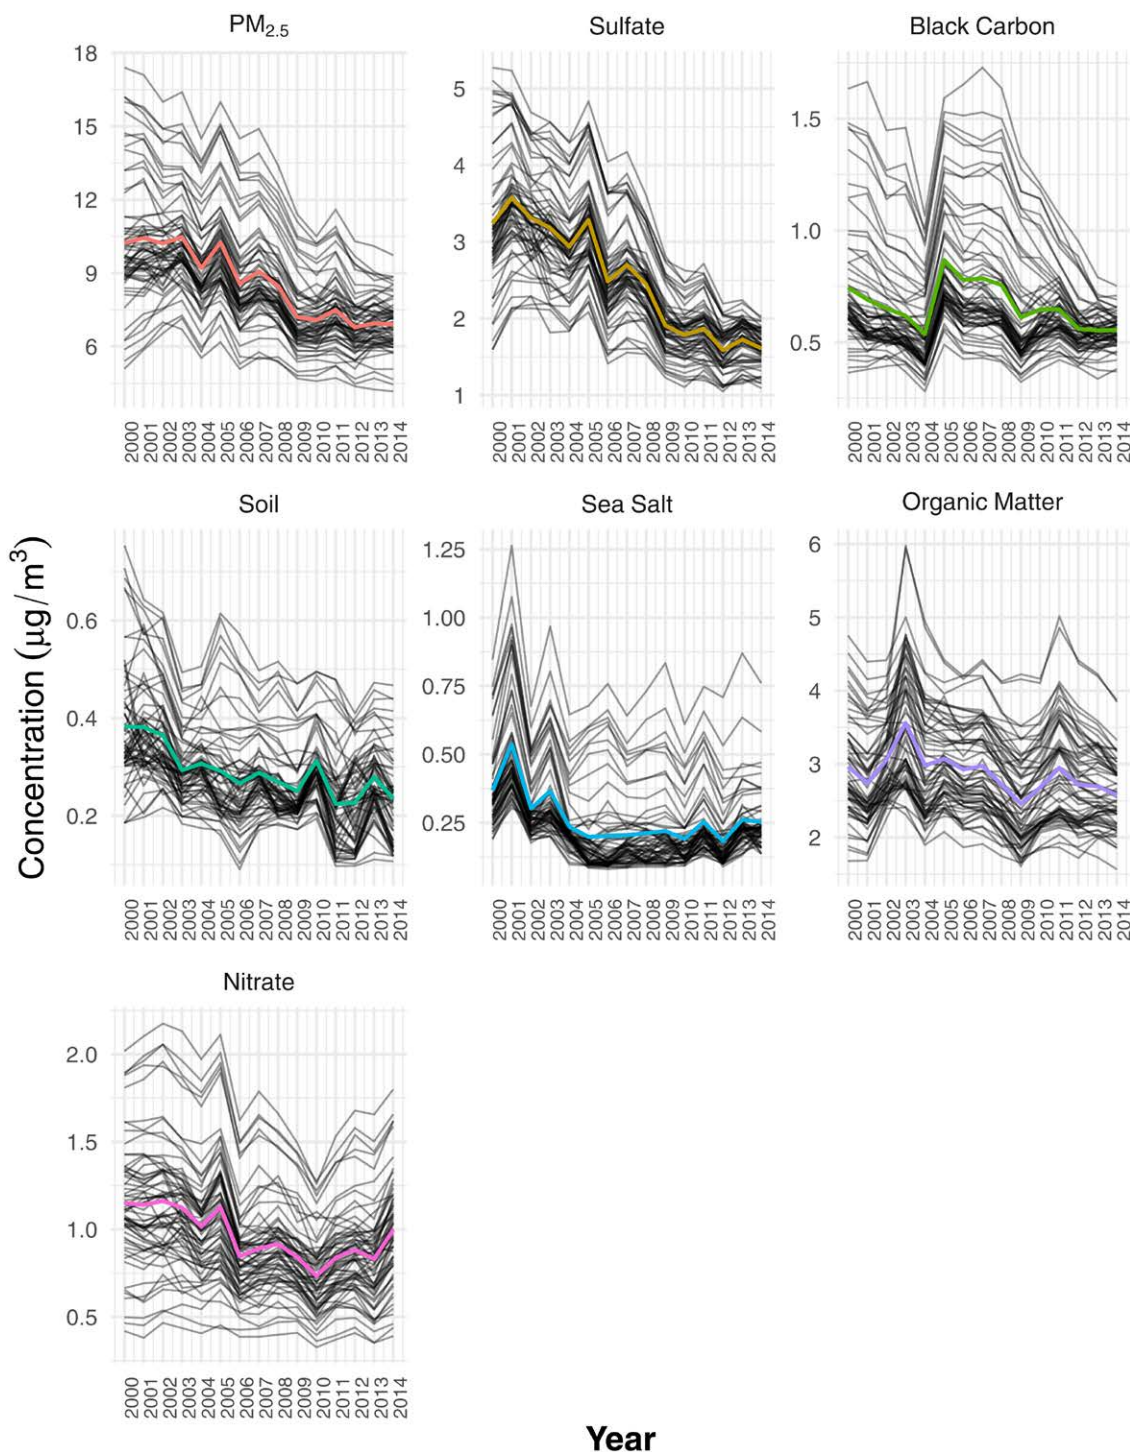 PM2.5
18
15
12
9
6
2000 2001 2002 2003 2004 2005 2006 2007 2008 2009 2010 2011 2012 2013 2014
Sulfate
5
4
3
2
1
2000 2001 2002 2003 2004 2005 2006 2007 2008 2009 2010 2011 2012 2013 2014
Black Carbon
1.5
1.0
0.5
2000 2001 2002 2003 2004 2005 2006 2007 2008 2009 2010 2011 2012 2013 2014
Concentration (μg/m³)
Soil
0.6
0.4
0.2
2000 2001 2002 2003 2004 2005 2006 2007 2008 2009 2010 2011 2012 2013 2014
Sea Salt
1.25
1.00
0.75
0.50
0.25
2000 2001 2002 2003 2004 2005 2006 2007 2008 2009 2010 2011 2012 2013 2014
Organic Matter
6
5
4
3
2
2000 2001 2002 2003 2004 2005 2006 2007 2008 2009 2010 2011 2012 2013 2014
Nitrate
2.0
1.5
1.0
0.5
2000 2001 2002 2003 2004 2005 2006 2007 2008 2009 2010 2011 2012 2013 2014
Year